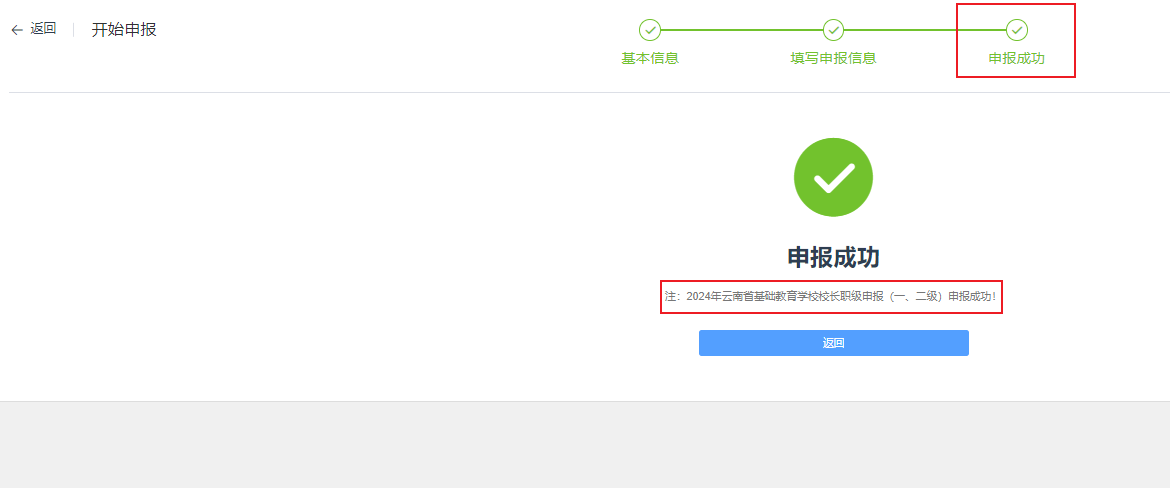 返回
开始申报
基本信息
填写申报信息
申报成功
申报成功
注：2024年云南省基础教育学校校长职级申报（一、二级）申报成功！
返回